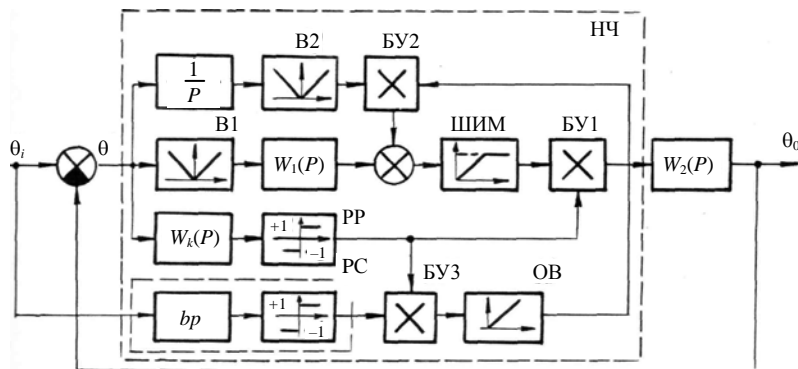 НЧ
В2 БУ2
1
P
В1 ШИМ БУ1
θi θ W1(P) W2(P) θ0
Wk(P) +1 −1 РР
РС
БУ3 ОВ
bp +1 −1